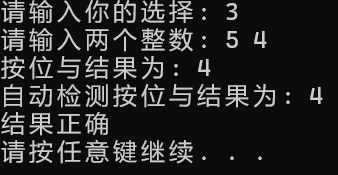 请输入你的选择: 3
请输入两个整数: 5 4
按位与结果为: 4
自动检测按位与结果为: 4
结果正确
请按任意键继续. . .